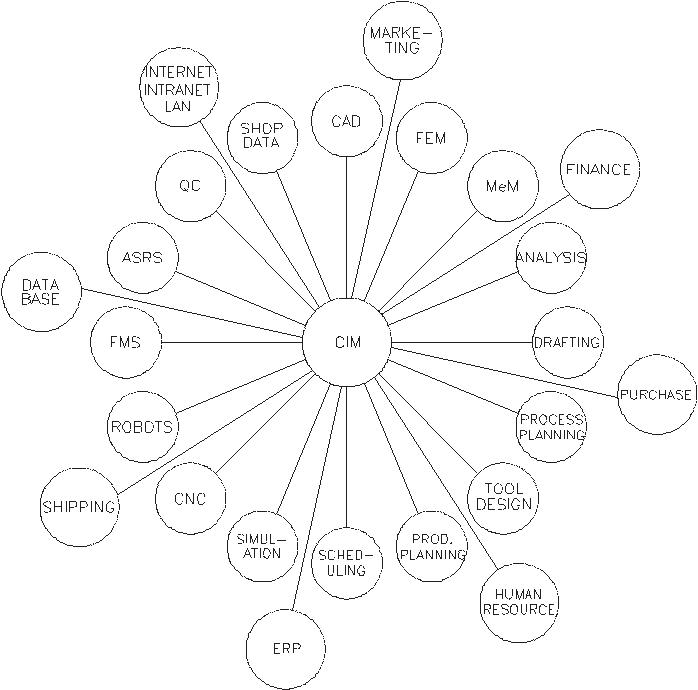 MARKE-
TING
INTERNET
INTRANET
LAN
SHOP
DATA
CAD
FEM
QC
MeM
FINANCE
ASRS
ANALYSIS
DATA
BASE
FMS
CIM
DRAFTING
PURCHASE
ROBOTS
PROCESS
PLANNING
SHIPPING
CNC
TOOL
DESIGN
SIMUL-
ATION
SCHED-
ULING
PROD.
PLANNING
HUMAN
RESOURCE
ERP